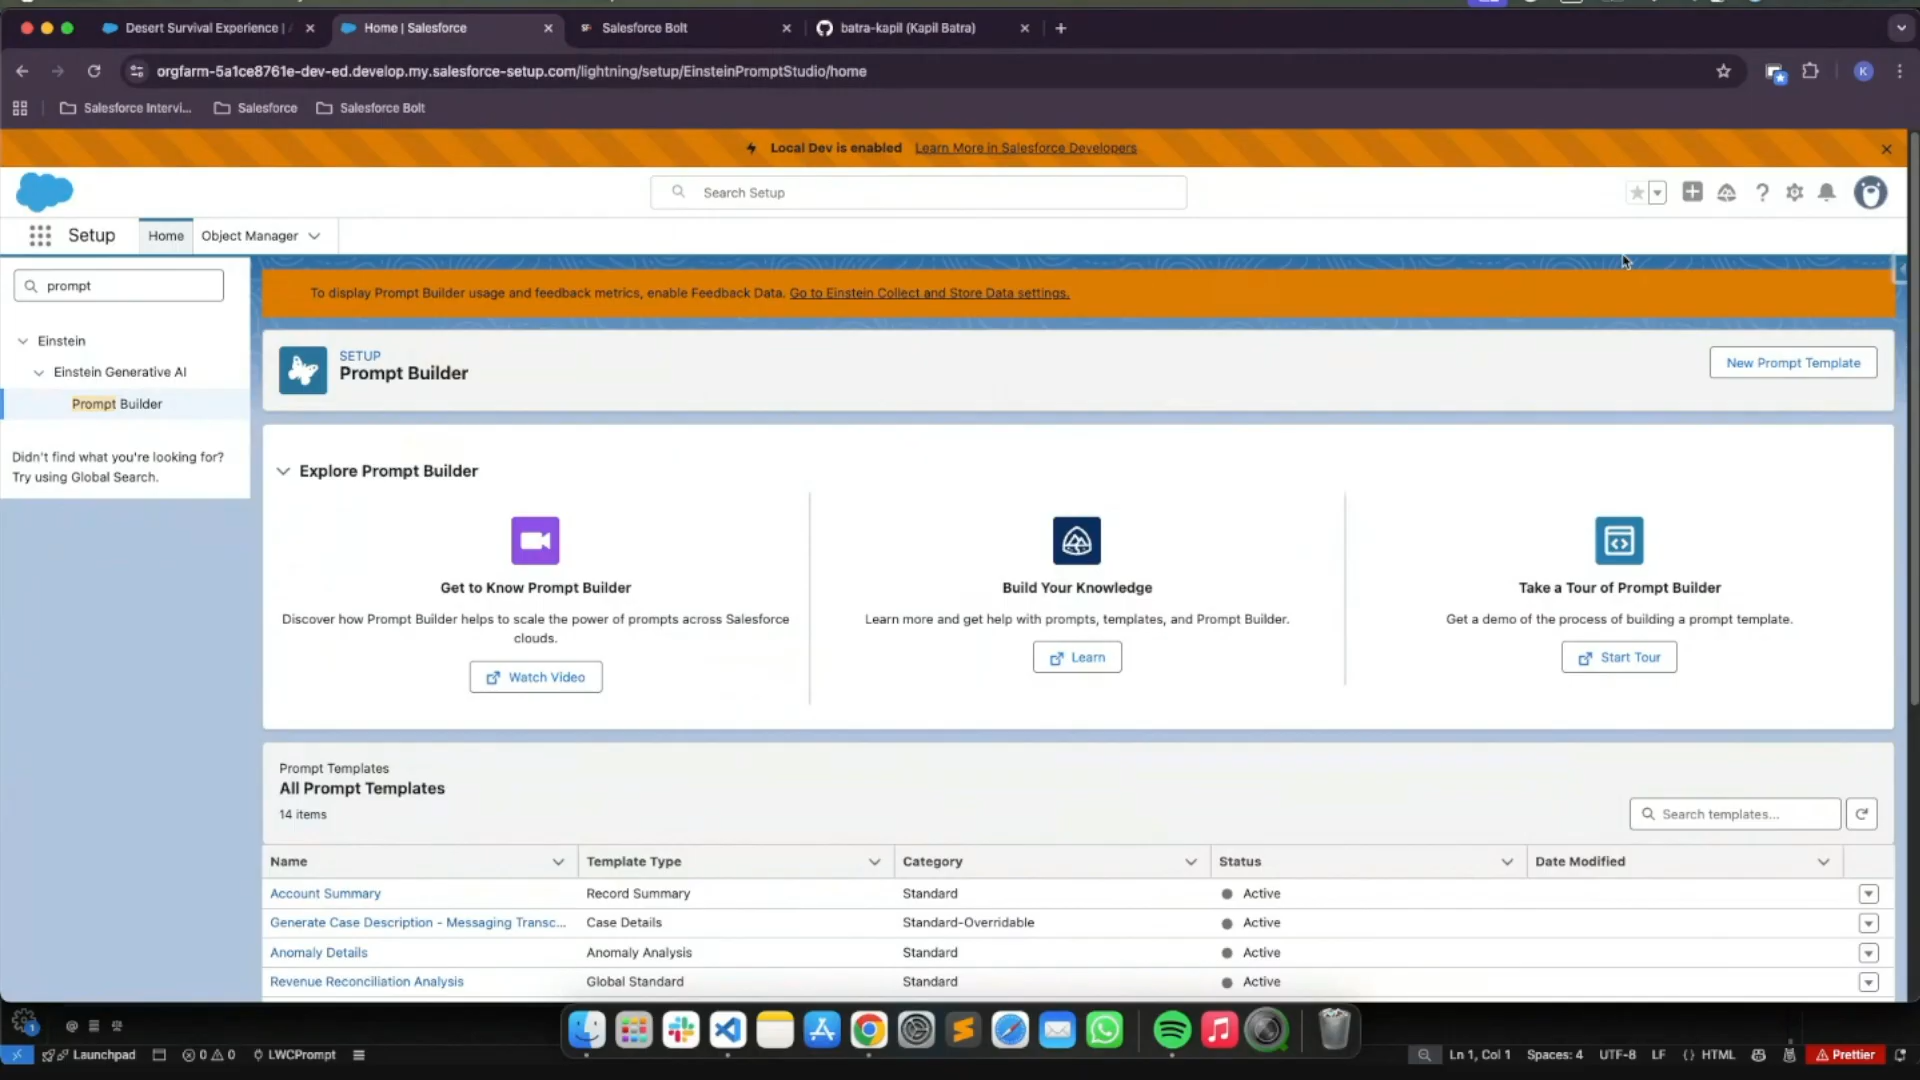 Desert Survival Experience | A
Home | Salesforce
Salesforce Bolt
batra-kapil (Kapil Batra)
orgfarm-5a1ce8761e-dev-ed.develop.my.salesforce-setup.com/lightning/setup/EinsteinPromptStudio/home
K
Salesforce Intervi...
Salesforce
Salesforce Bolt
Local Dev is enabled Learn More in Salesforce Developers
Search Setup
Setup
Home
Object Manager
prompt
Einstein
Einstein Generative AI
Prompt Builder
Didn't find what you're looking for?
Try using Global Search.
To display Prompt Builder usage and feedback metrics, enable Feedback Data. Go to Einstein Collect and Store Data settings.
SETUP
Prompt Builder
New Prompt Template
Explore Prompt Builder
Get to Know Prompt Builder
Discover how Prompt Builder helps to scale the power of prompts across Salesforce
clouds.
Watch Video
Build Your Knowledge
Learn more and get help with prompts, templates, and Prompt Builder.
Learn
Take a Tour of Prompt Builder
Get a demo of the process of building a prompt template.
Start Tour
Prompt Templates
All Prompt Templates
14 items
Search templates...
Name Template Type Category Status Date Modified
Account Summary Record Summary Standard Active
Generate Case Description - Messaging Transc... Case Details Standard-Overridable Active
Anomaly Details Anomaly Analysis Standard Active
Revenue Reconciliation Analysis Global Standard Standard Active
1
Launchpad 0 0 LWCPrompt Ln 1, Col 1 Spaces: 4 UTF-8 LF {} HTML Prettier